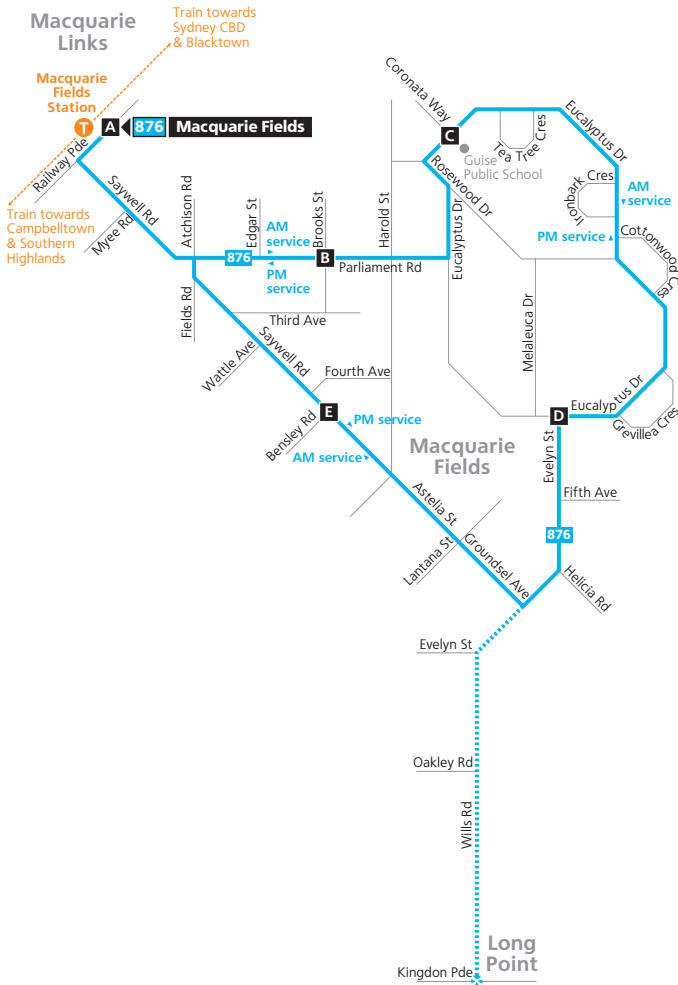 Macquarie
Links
Train towards
Sydney CBD
& Blacktown
Macquarie
Fields
Station
T
A
876
Macquarie Fields
Railway Pde
Train towards
Campbelltown
& Southern
Highlands
Saywell Rd
Myee Rd
Atchison Rd
Fields Rd
Edgar St
876
AM
service
PM
service
Brooks St
B
Parliament Rd
Harold St
Third Ave
Wattle Ave
Saywell Rd
Fourth Ave
Bensley Rd
E
PM service
AM service
Coronata Way
C
Guise
Public School
Rosewood Dr
Eucalyptus Dr
Tea Tree Cres
Eucalyptus Dr
Ironbark Cres
AM
service
PM service
Cottonwood Cres
Melaleuca Dr
D
Eucalyptus Dr
Grevillea Cres
Macquarie
Fields
Evelyn St
Fifth Ave
876
Helicia Rd
Astelia St
Lantana St
Groundsel Ave
Evelyn St
Oakley Rd
Wills Rd
Long
Point
Kingdon Pde